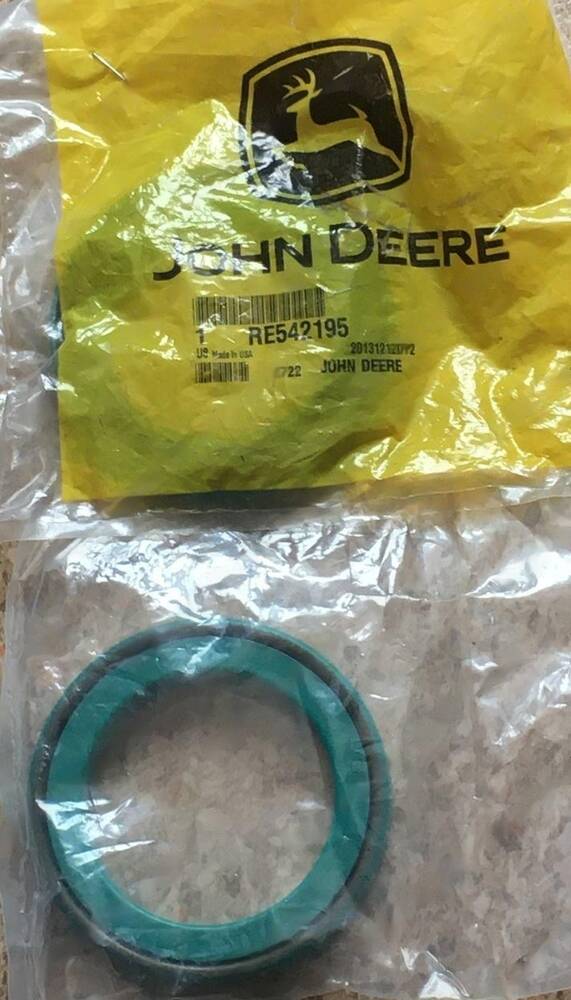 JOHN DEERE
1 RE542195
US Made In USA
JOHN DEERE